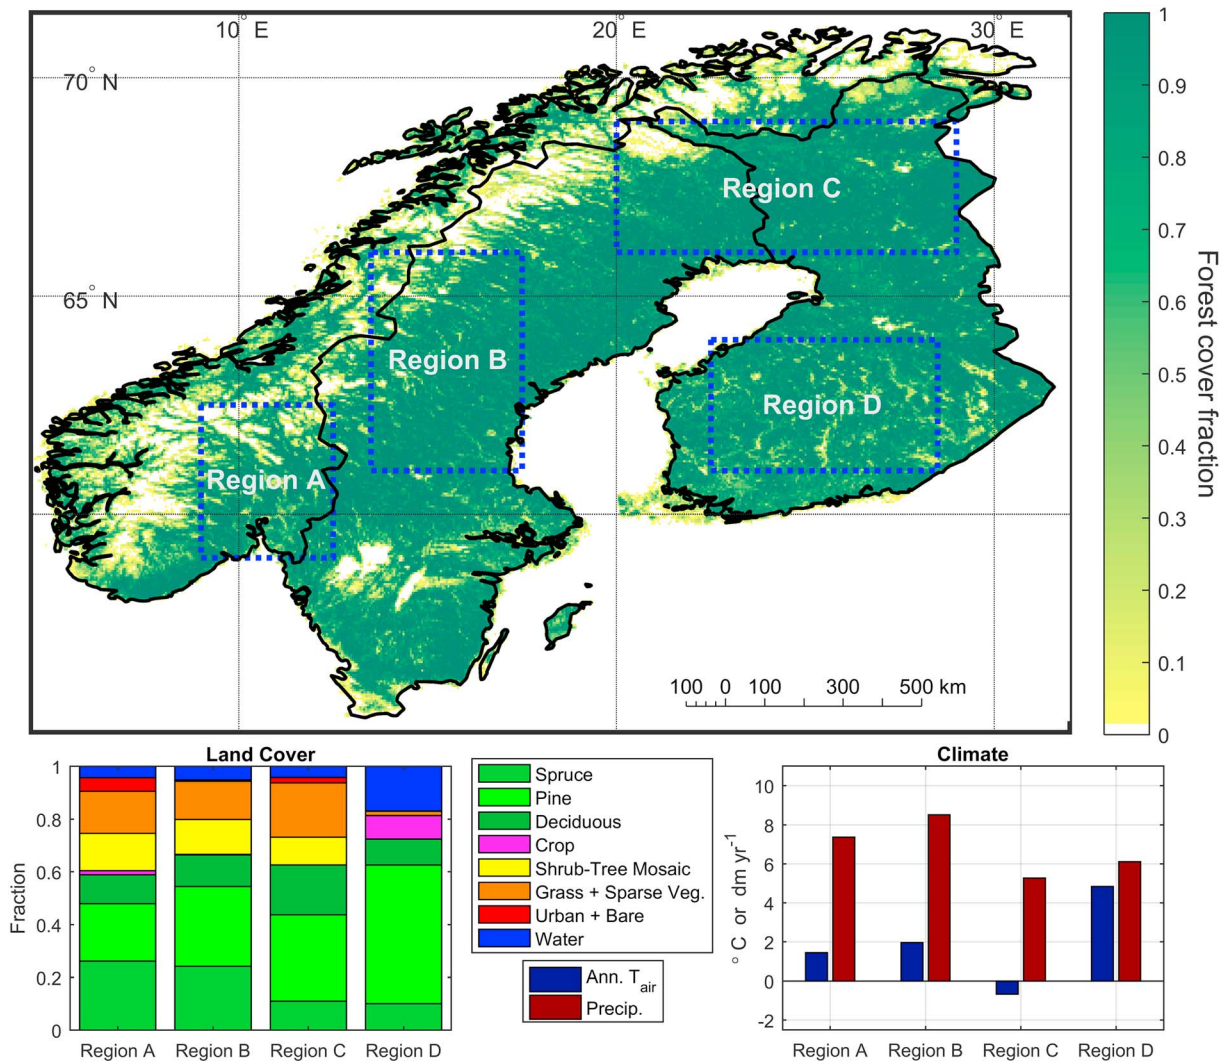 10° E
20° E
30° E
70° N
65° N
Region C
Region B
Region D
Region A
100 0 100 300 500 km
1
0.9
0.8
0.7
0.6
0.5
0.4
0.3
0.2
0.1
0
Forest cover fraction
Land Cover
Fraction
1
0.8
0.6
0.4
0.2
0
Region A Region B Region C Region D
Spruce
Pine
Deciduous
Crop
Shrub-Tree Mosaic
Grass + Sparse Veg.
Urban + Bare
Water
Ann. Tair
Precip.
Climate
°C or dm yr-1
10
8
6
4
2
0
-2
Region A Region B Region C Region D